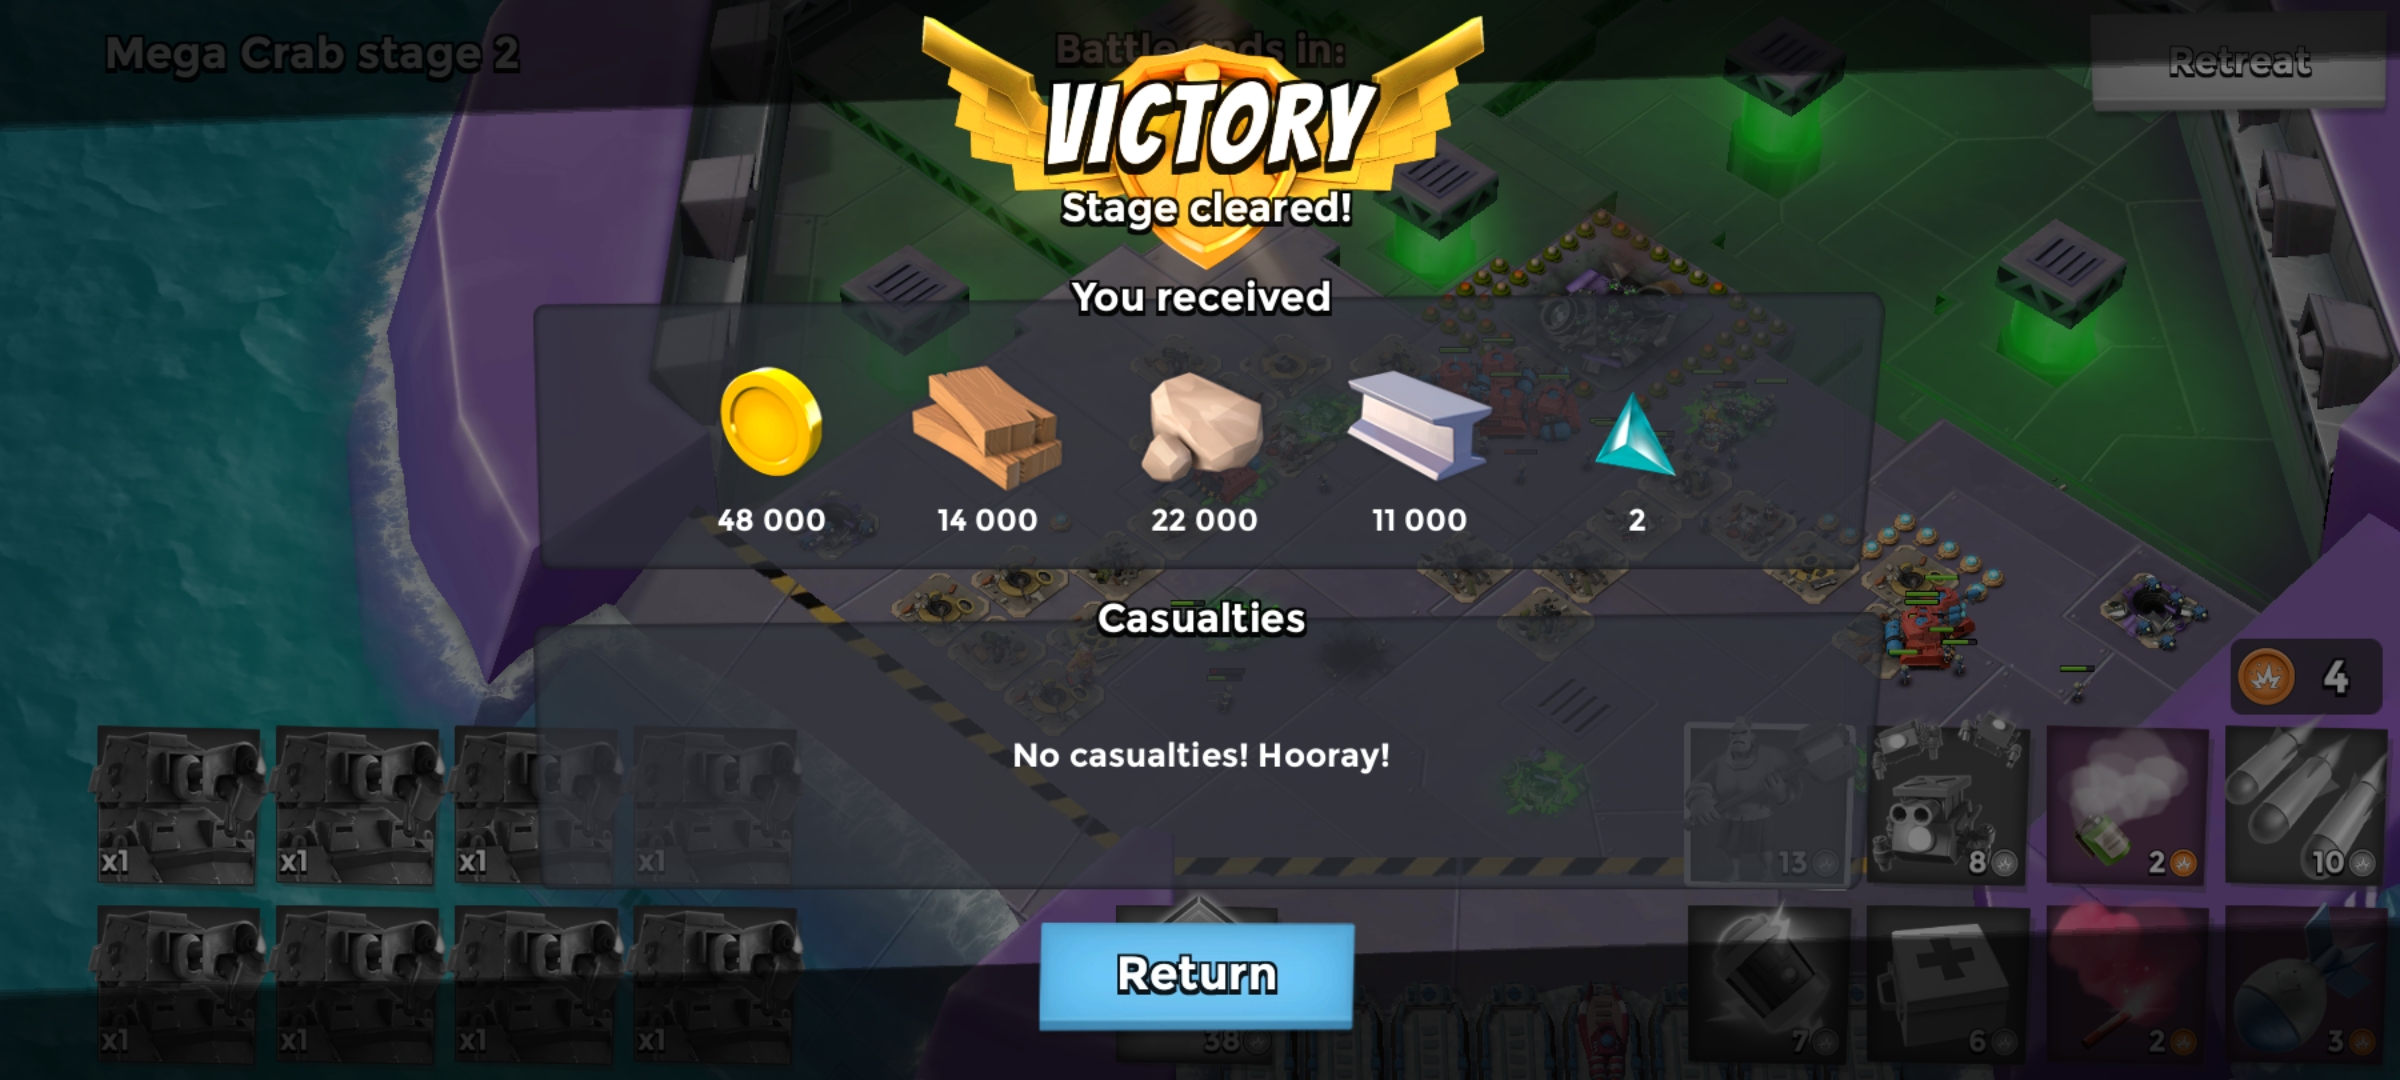 Mega Crab stage 2
Battle ends in:
Retreat
VICTORY
Stage cleared!
You received
48 000
14 000
22 000
11 000
2
Casualties
No casualties! Hooray!
4
x1
x1
x1
x1
13
8
2
10
Return
x1
x1
x1
x1
38
7
6
2
3